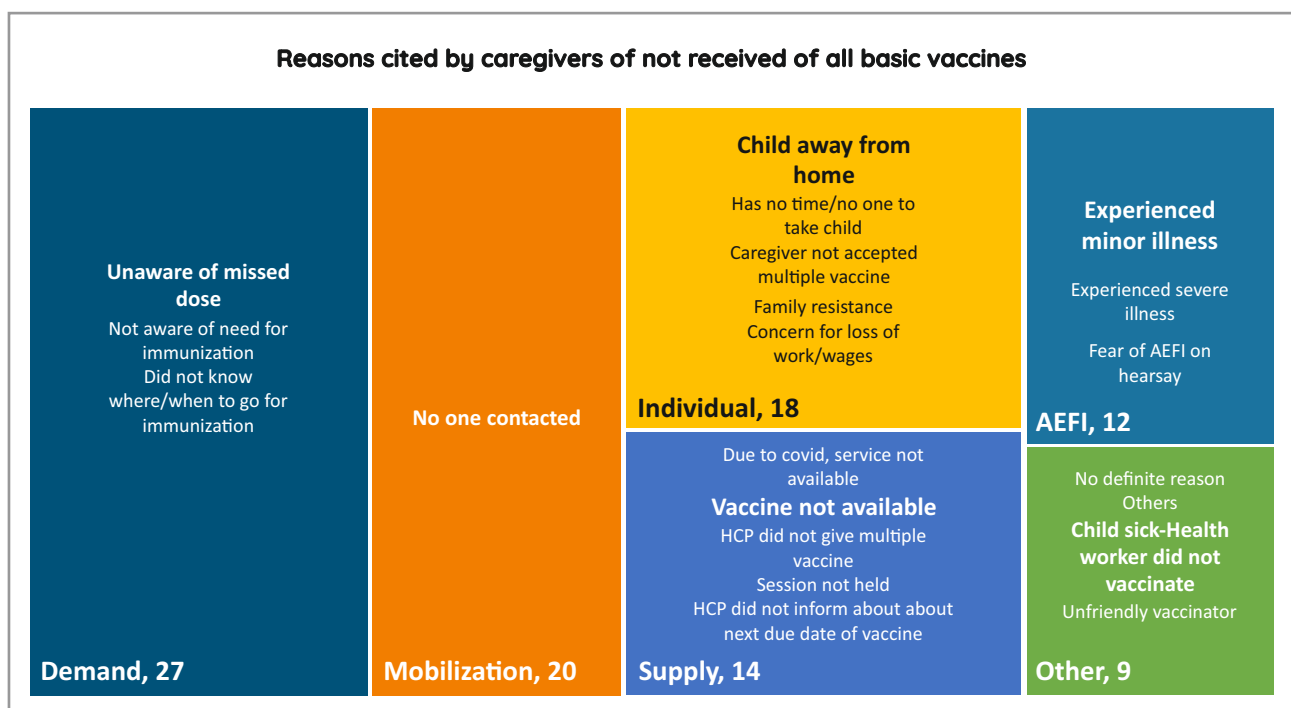 Reasons cited by caregivers of not received of all basic vaccines
Unaware of missed
dose
Not aware of need for
immunization
Did not know
where/when to go for
immunization
Demand, 27
No one contacted
Mobilization, 20
Child away from
home
Has no time/no one to
take child
Caregiver not accepted
multiple vaccine
Family resistance
Concern for loss of
work/wages
Individual, 18
Due to covid, service not
available
Vaccine not available
HCP did not give multiple
vaccine
Session not held
HCP did not inform about about
next due date of vaccine
Supply, 14
Experienced
minor illness
Experienced severe
illness
Fear of AEFI on
hearsay
AEFI, 12
No definite reason
Others
Child sick-Health
worker did not
vaccinate
Unfriendly vaccinator
Other, 9